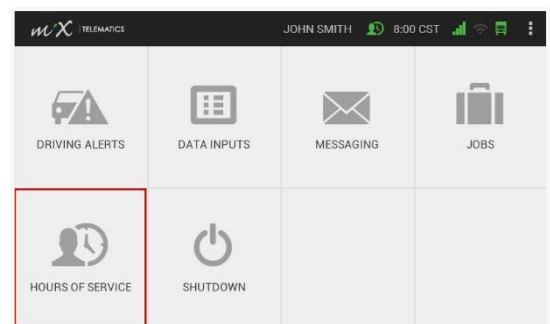 MiX TELEMATICS JOHN SMITH 8:00 CST
DRIVING ALERTS DATA INPUTS MESSAGING JOBS
HOURS OF SERVICE SHUTDOWN